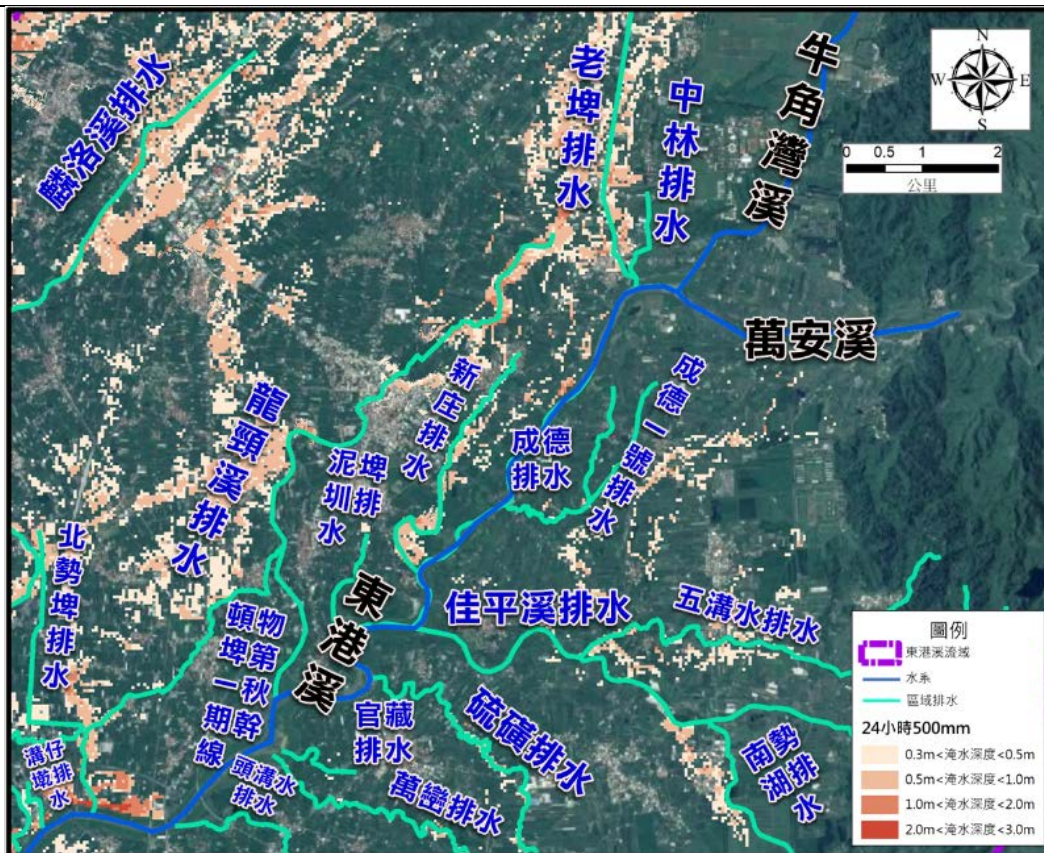 麟洛溪排水
老埤排水
中林排水
牛角灣溪
N
W E
S
0 0.5 1 2
公里
萬安溪
龍頸溪排水
新庄排水
成德一號排水
成德
排水
泥埤
圳排
水
北勢埤排水
東港溪
佳平溪排水
五溝水排水
頓物
埤第
一秋
期幹
線
官藏
排水
硫磺排水
南勢
湖排
水
溝仔
墩排
水
頭溝水
排水
萬巒排水
圖例
東港溪流域
水系
區域排水
24小時500mm
0.3m<淹水深度<0.5m
0.5m<淹水深度<1.0m
1.0m<淹水深度<2.0m
2.0m<淹水深度<3.0m